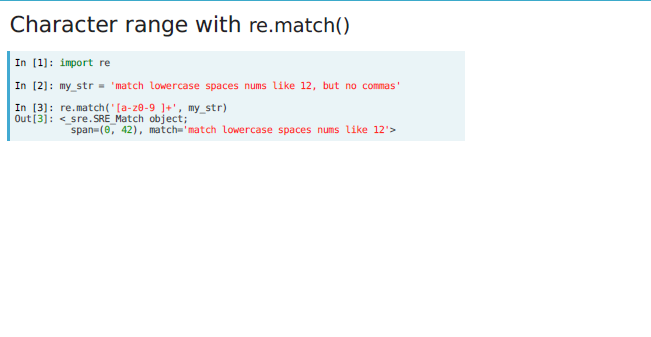 Character range with re.match()
In [1]: import re
In [2]: my_str = 'match lowercase spaces nums like 12, but no commas'
In [3]: re.match('[a-z0-9 ]+', my_str)
Out[3]: <_sre.SRE_Match object;
span=(0, 42), match='match lowercase spaces nums like 12'>